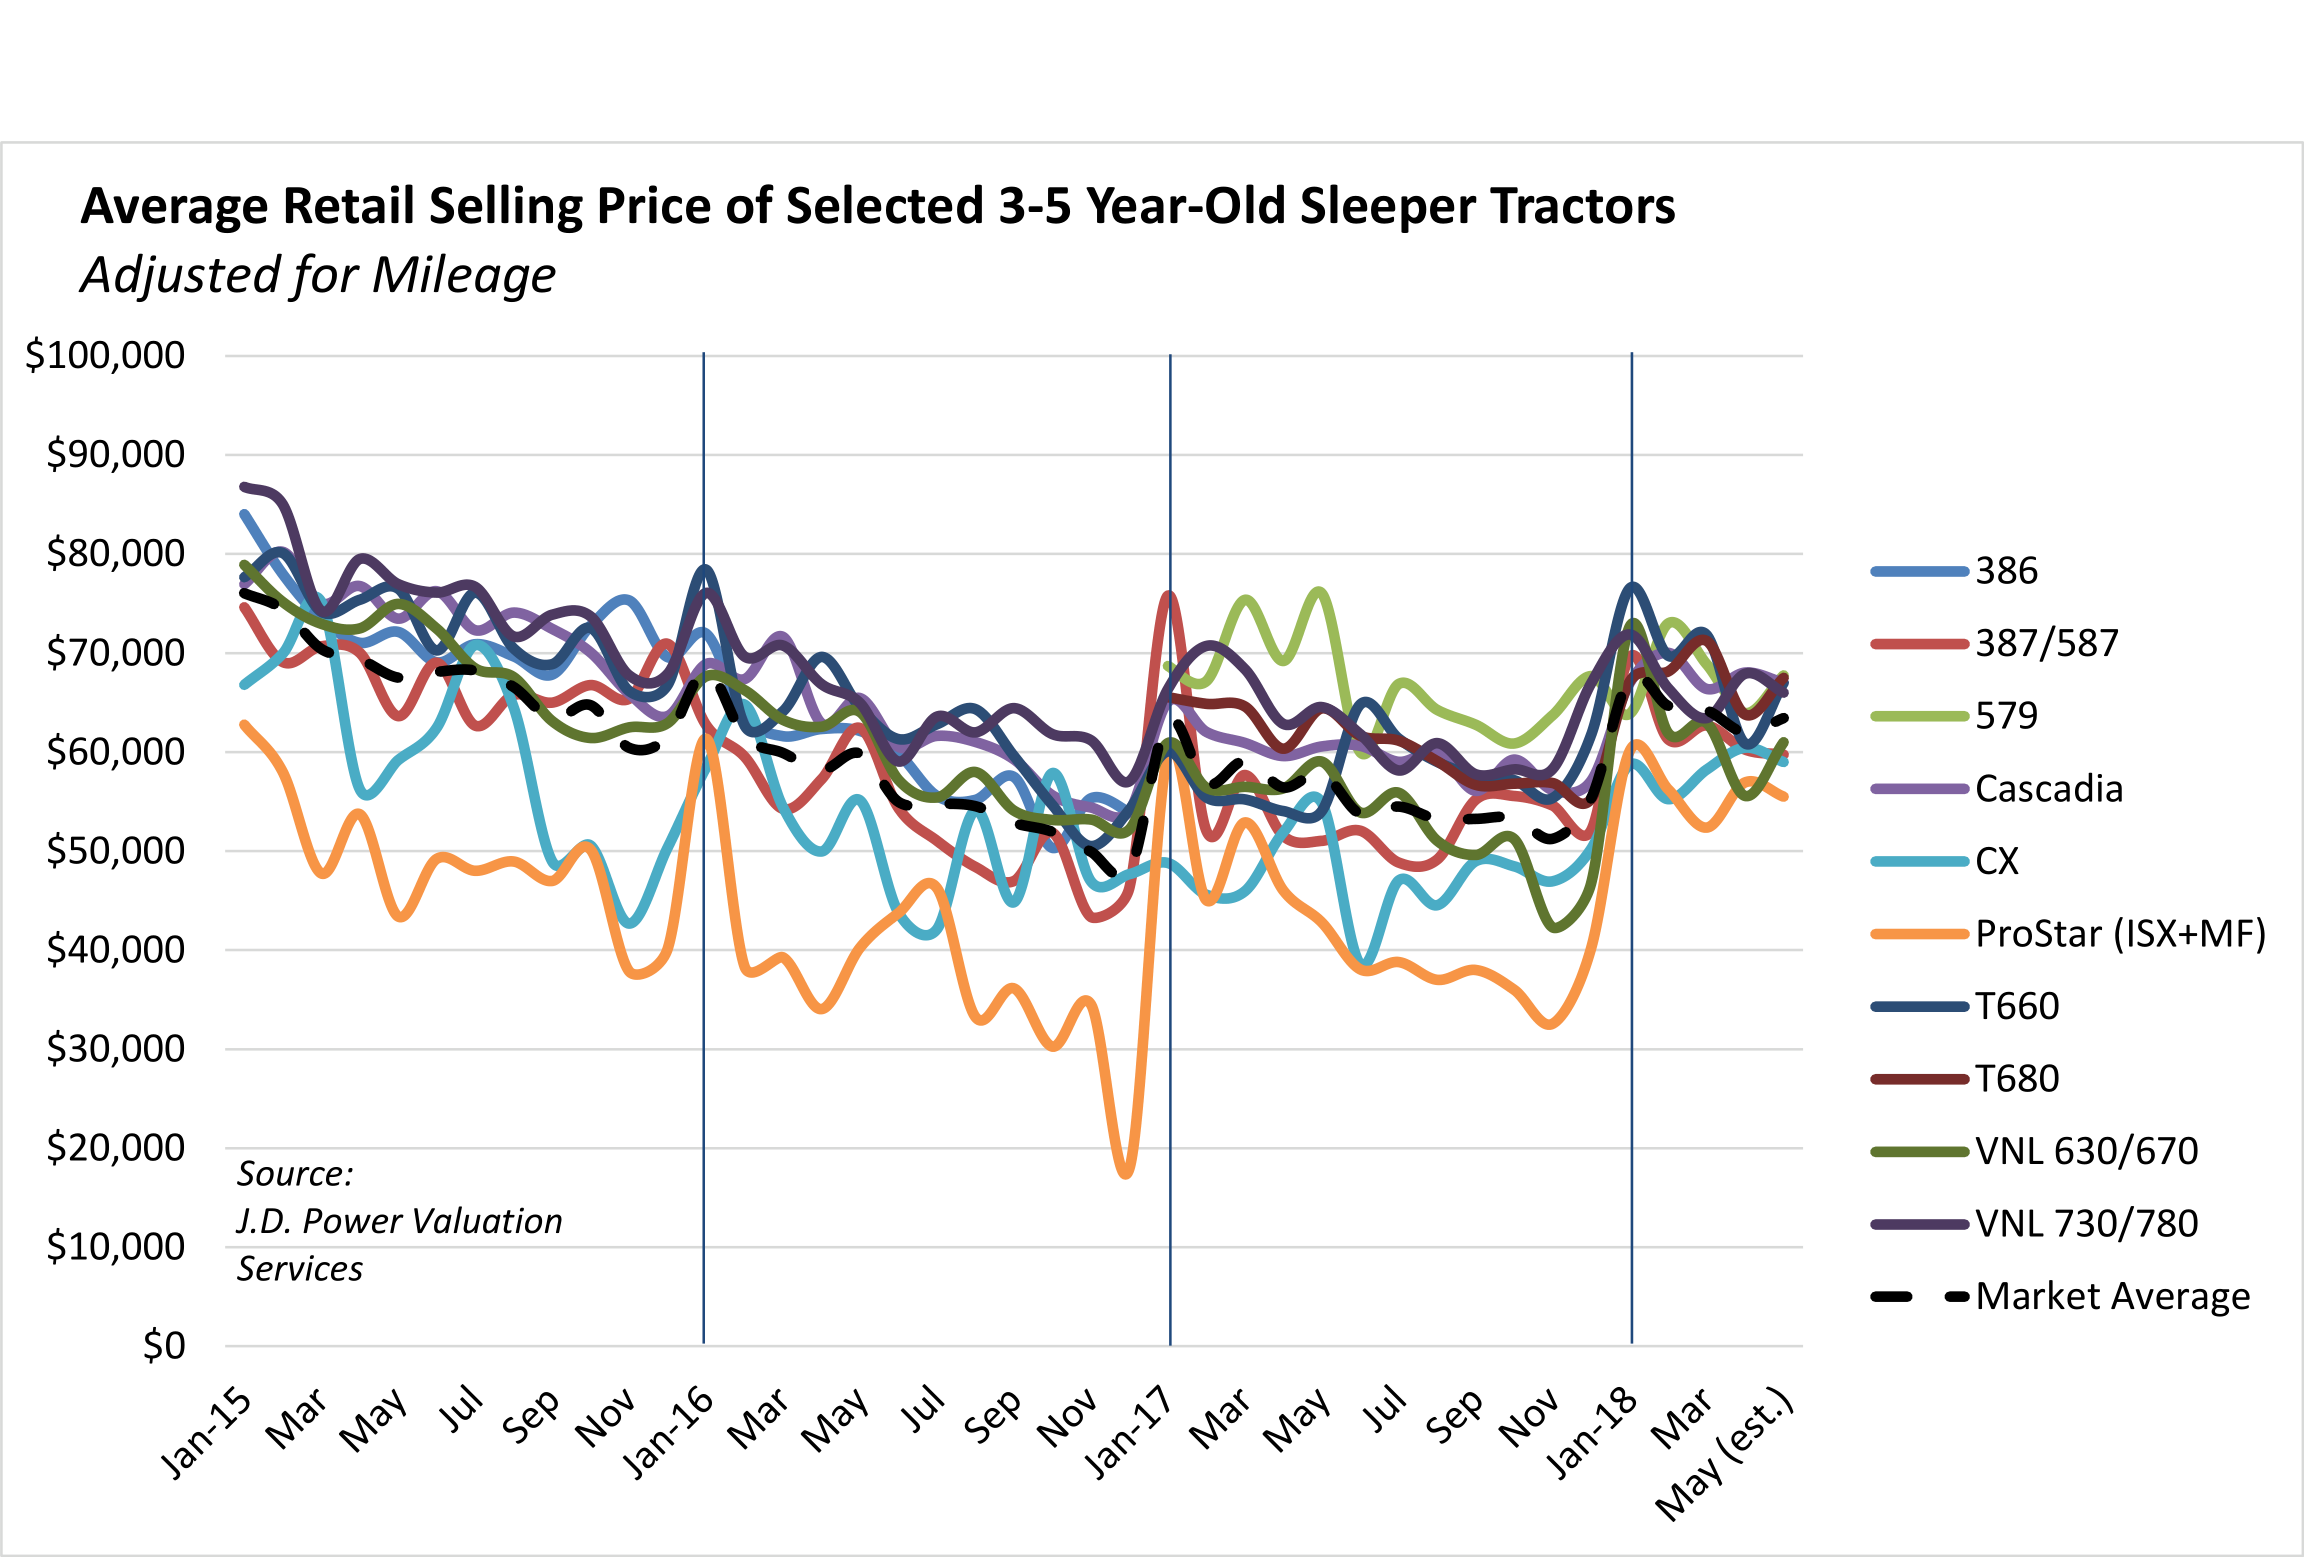 Average Retail Selling Price of Selected 3-5 Year-Old Sleeper Tractors
Adjusted for Mileage
$100,000
$90,000
$80,000
$70,000
$60,000
$50,000
$40,000
$30,000
$20,000
$10,000
$0
Source:
J.D. Power Valuation
Services
Jan-15
Mar
May
Jul
Sep
Nov
Jan-16
Mar
May
Jul
Sep
Nov
Jan-17
Mar
May
Jul
Sep
Nov
Jan-18
Mar
May (est.)
386
387/587
579
Cascadia
CX
ProStar (ISX+MF)
T660
T680
VNL 630/670
VNL 730/780
Market Average